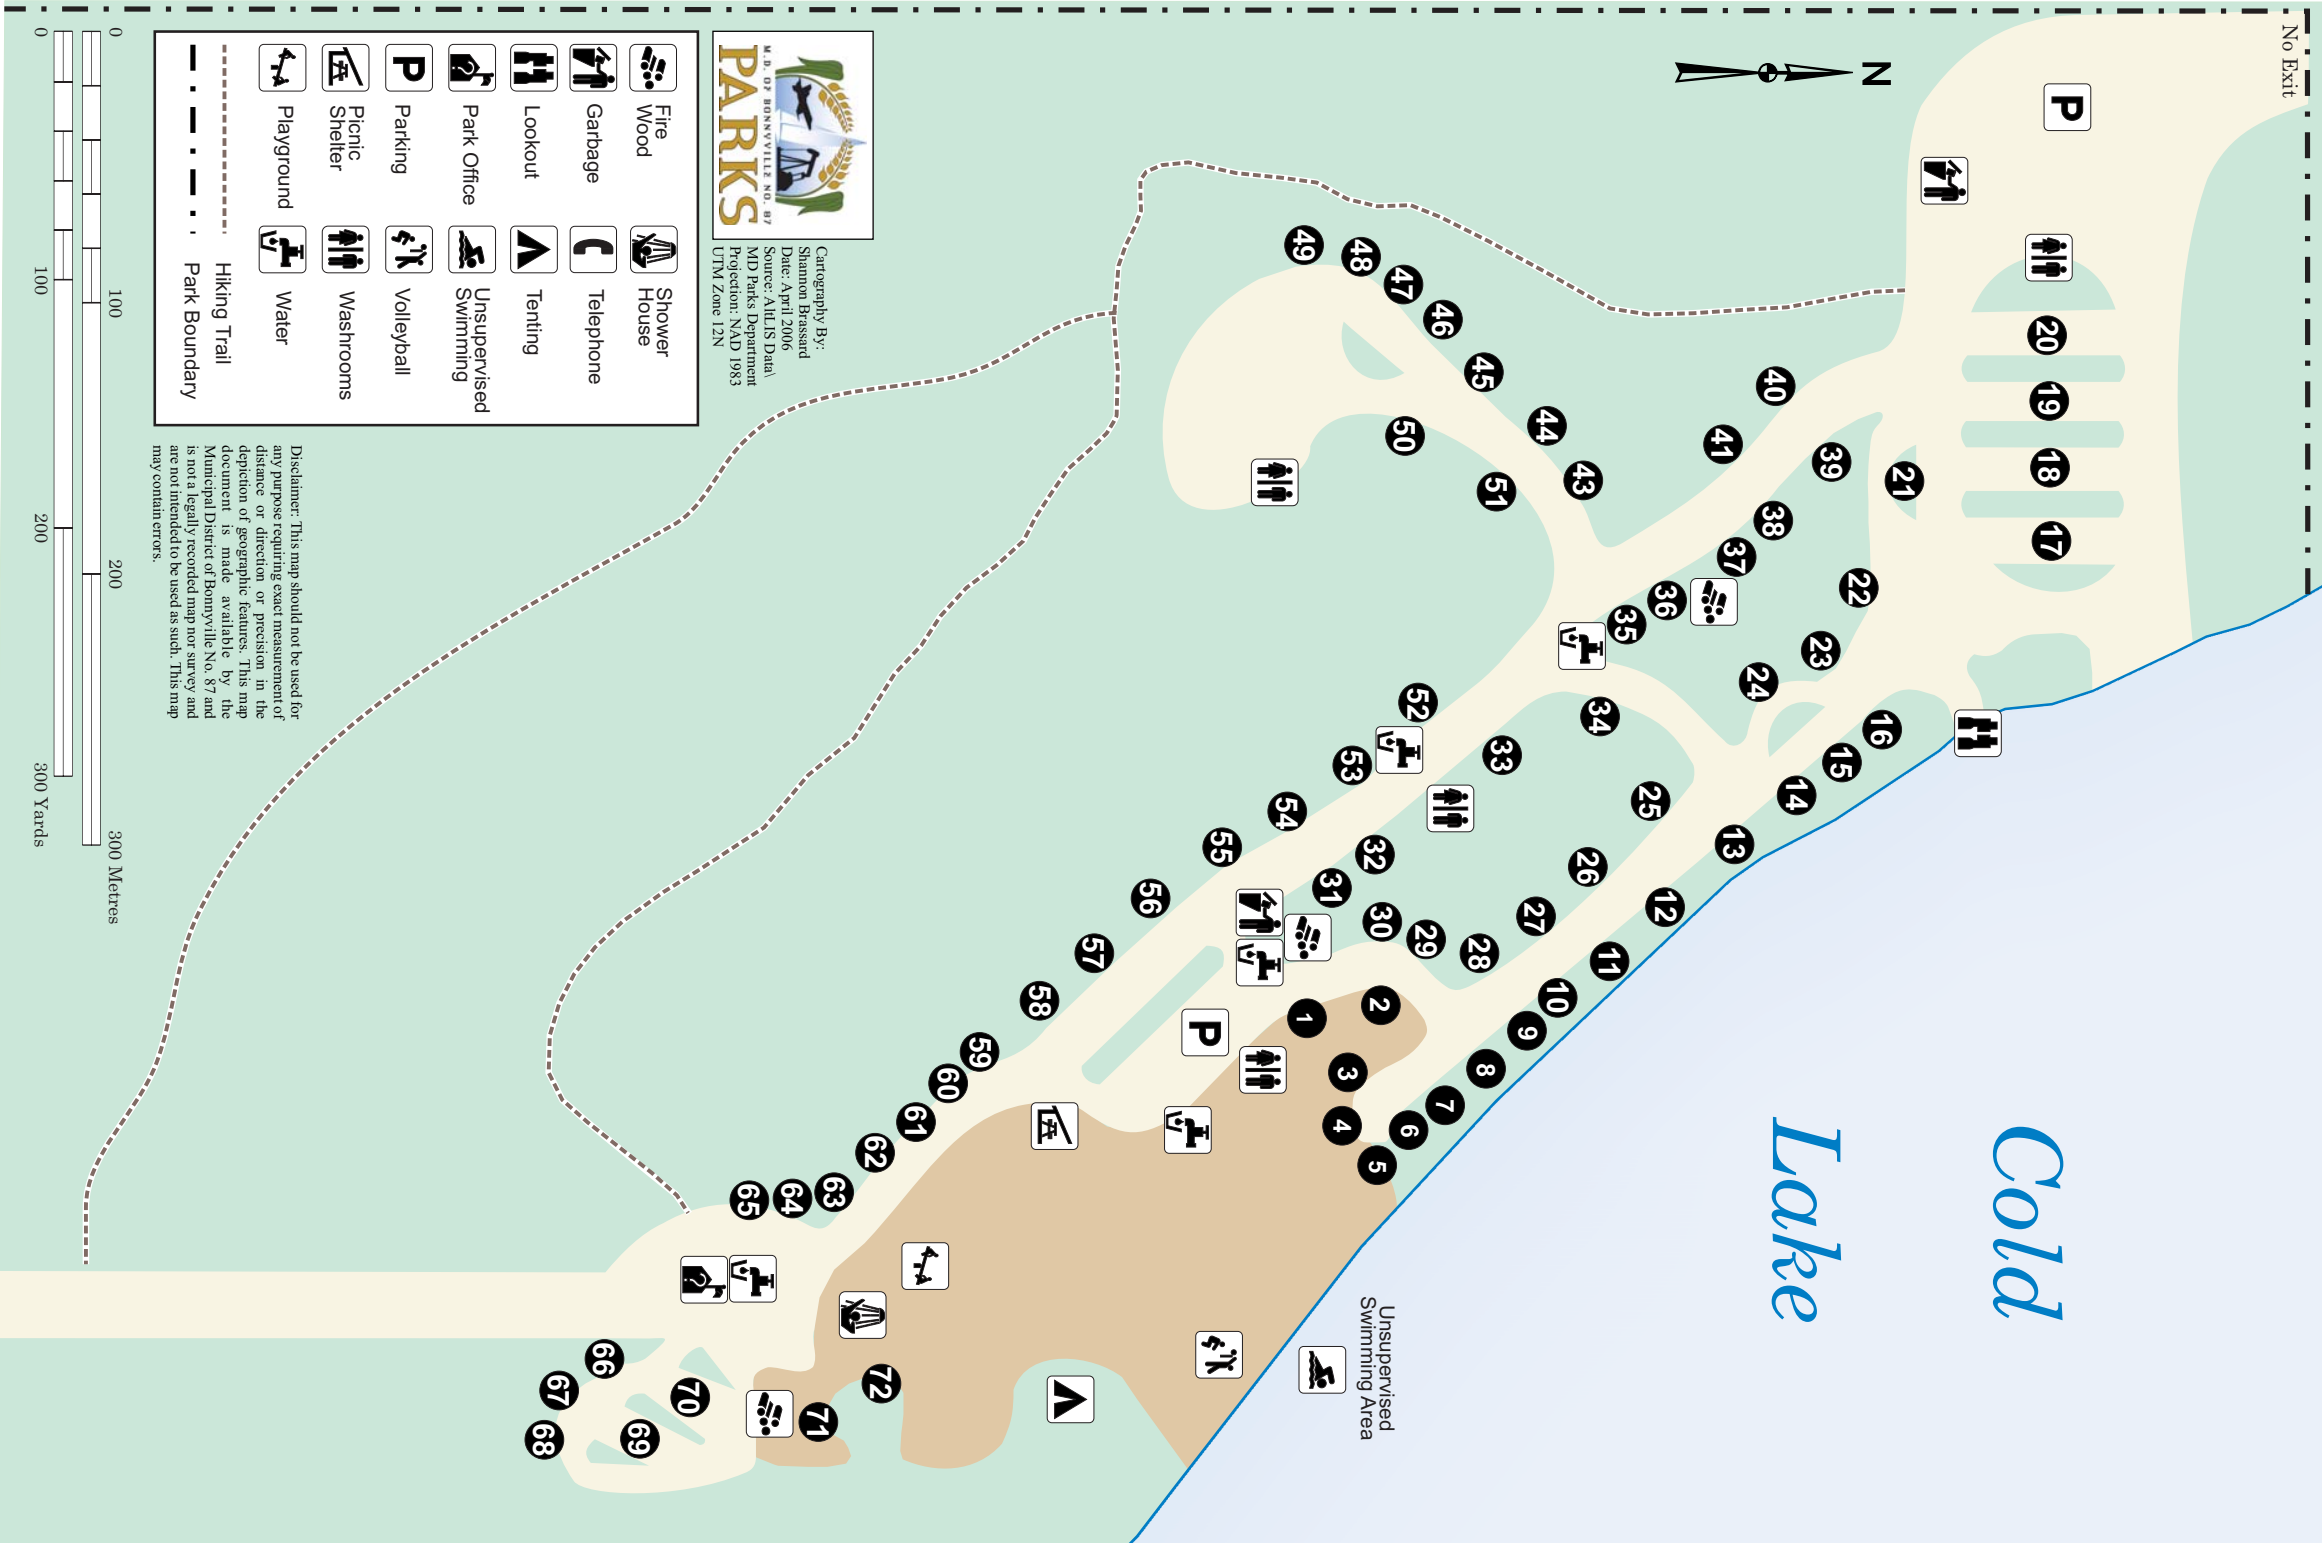 No Exit
N
Cold
Lake
Unsupervised
Swimming Area
P
P
20
19
18
17
21
22
23
24
16
15
14
13
12
11
10
9
8
7
6
5
4
3
2
1
25
26
27
28
29
30
31
32
33
34
35
36
37
38
39
40
41
43
44
45
46
47
48
49
50
51
52
53
54
55
56
57
58
59
60
61
62
63
64
65
66
67
68
69
70
71
72
M.D. OF BONNYVILLE NO. 87
PARKS
Cartography By:
Shannon Brassard
Date: April 2006
Source: AltLIS Data\
MD Parks Department
Projection: NAD 1983
UTM Zone 12N
Fire
Wood
Shower
House
Garbage
Telephone
Lookout
Tenting
Park Office
Unsupervised
Swimming
P
Parking
Volleyball
Picnic
Shelter
Washrooms
Playground
Water
Hiking Trail
Park Boundary
Disclaimer: This map should not be used for
any purpose requiring exact measurement of
distance or direction or precision in the
depiction of geographic features. This map
document is made available by the
Municipal District of Bonnyville No. 87 and
is not a legally recorded map nor survey and
are not intended to be used as such. This map
may contain errors.
0 100 200 300 Metres
0 100 200 300 Yards